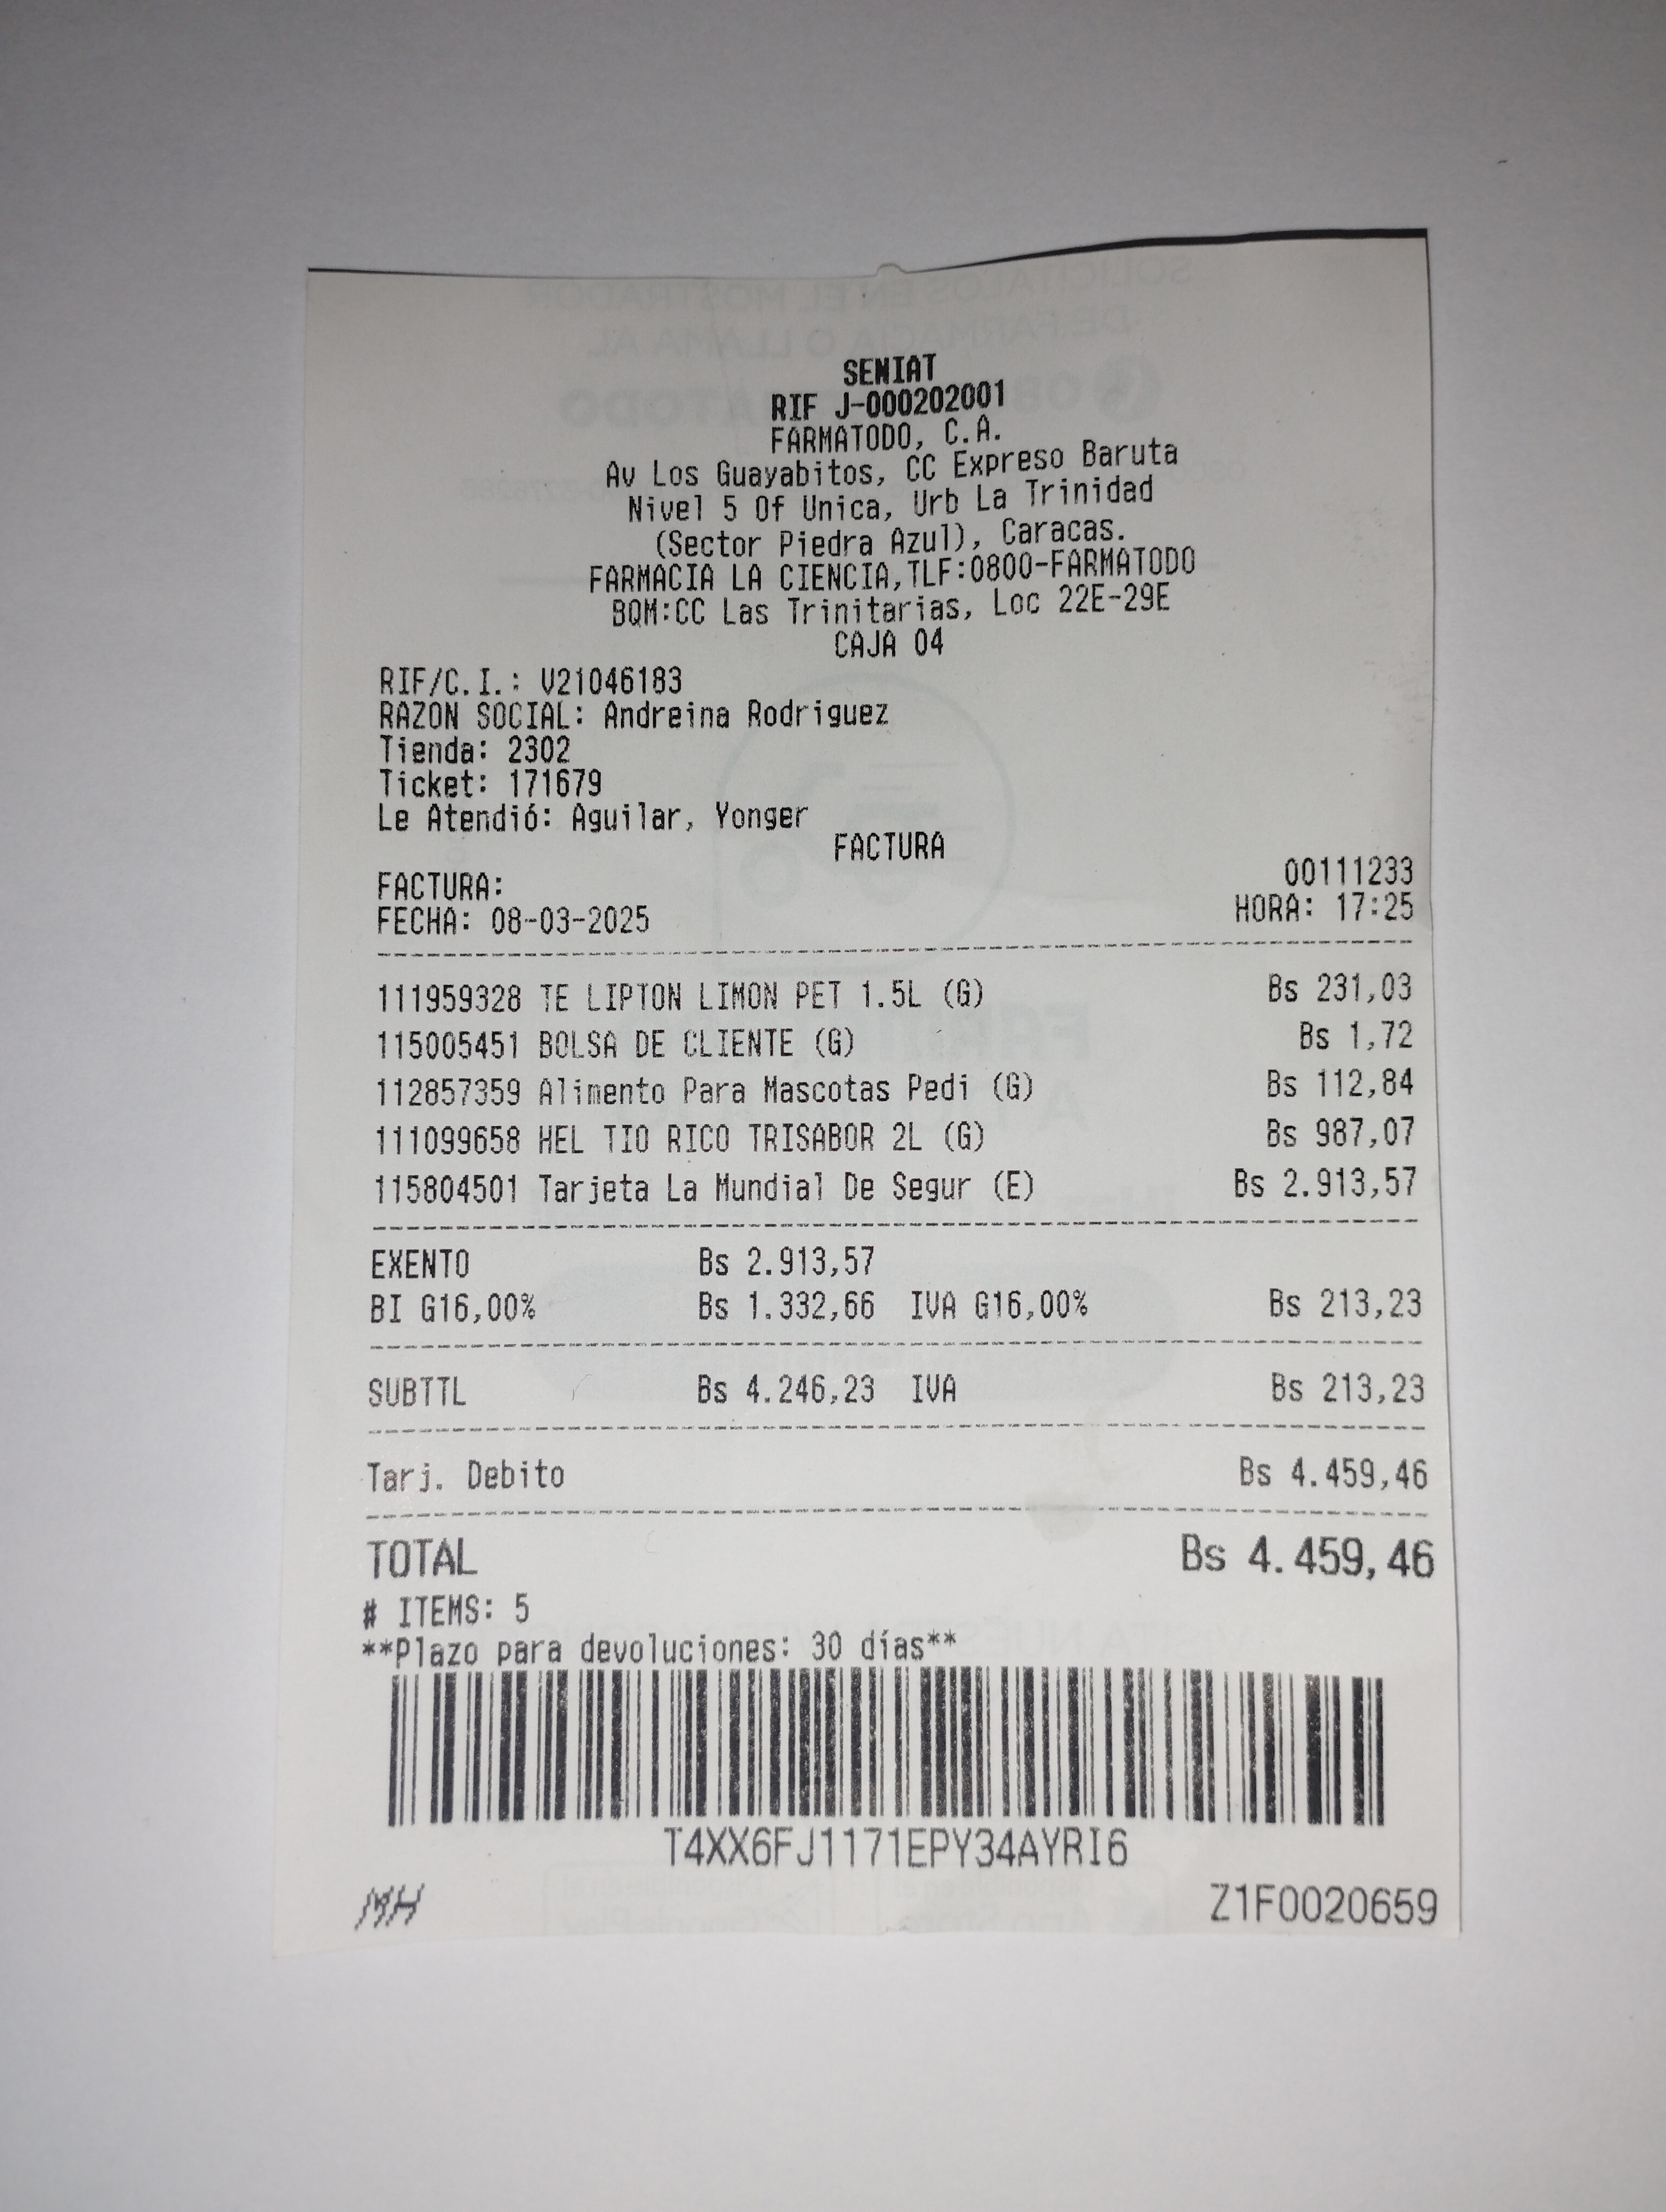 SENIAT
RIF J-000202001
FARMATODO, C.A.
Av Los Guayabitos, CC Expreso Baruta
Nivel 5 Of Unica, Urb La Trinidad
(Sector Piedra Azul), Caracas.
FARMACIA LA CIENCIA,TLF:0800-FARMATODO
BQM:CC Las Trinitarias, Loc 22E-29E
CAJA 04
RIF/C.I.: V21046183
RAZON SOCIAL: Andreina Rodriguez
Tienda: 2302
Ticket: 171679
Le Atendió: Aguilar, Yonger
FACTURA
FACTURA: 00111233
FECHA: 08-03-2025 HORA: 17:25
111959328 TE LIPTON LIMON PET 1.5L (G) Bs 231,03
115005451 BOLSA DE CLIENTE (G) Bs 1,72
112857359 Alimento Para Mascotas Pedi (G) Bs 112,84
111099658 HEL TIO RICO TRISABOR 2L (G) Bs 987,07
115804501 Tarjeta La Mundial De Segur (E) Bs 2.913,57
EXENTO Bs 2.913,57
BI G16,00% Bs 1.332,66 IVA G16,00% Bs 213,23
SUBTTL Bs 4.246,23 IVA Bs 213,23
Tarj. Debito Bs 4.459,46
TOTAL Bs 4.459,46
# ITEMS: 5
**Plazo para devoluciones: 30 días**
T4XX6FJ1171EPY34AYRI6
MH Z1F0020659